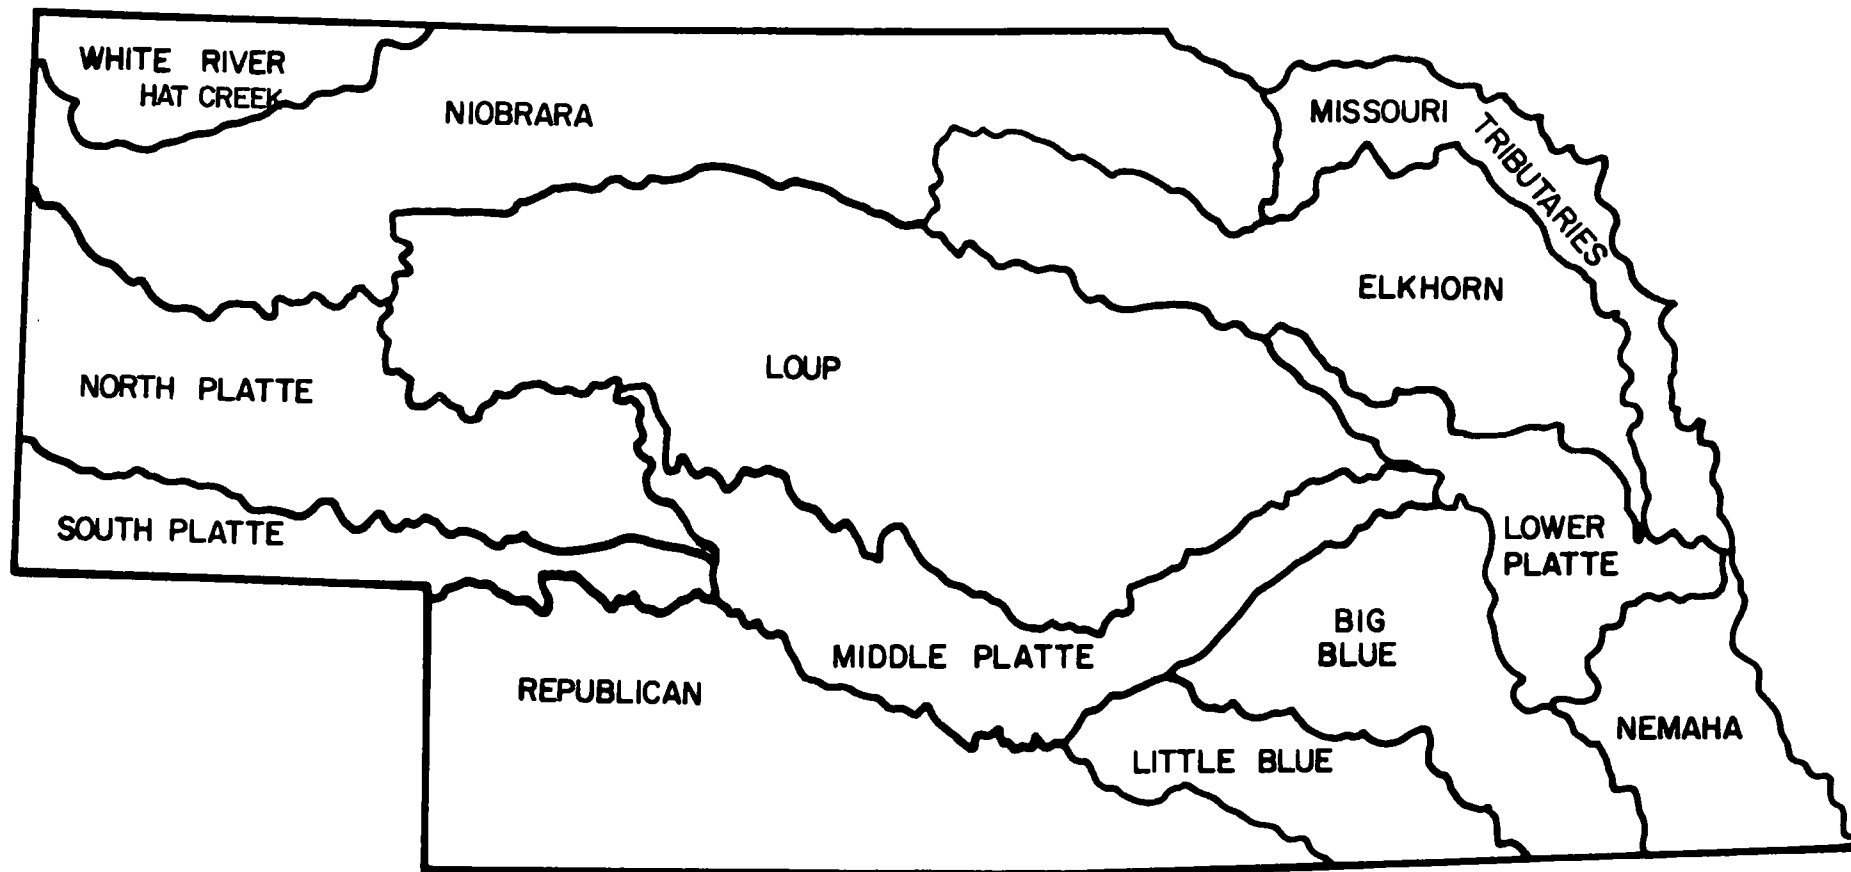 WHITE RIVER
HAT CREEK
NIOBRARA
MISSOURI
TRIBUTARIES
ELKHORN
LOUP
NORTH PLATTE
SOUTH PLATTE
LOWER
PLATTE
BIG
BLUE
MIDDLE PLATTE
REPUBLICAN
NEMAHA
LITTLE BLUE